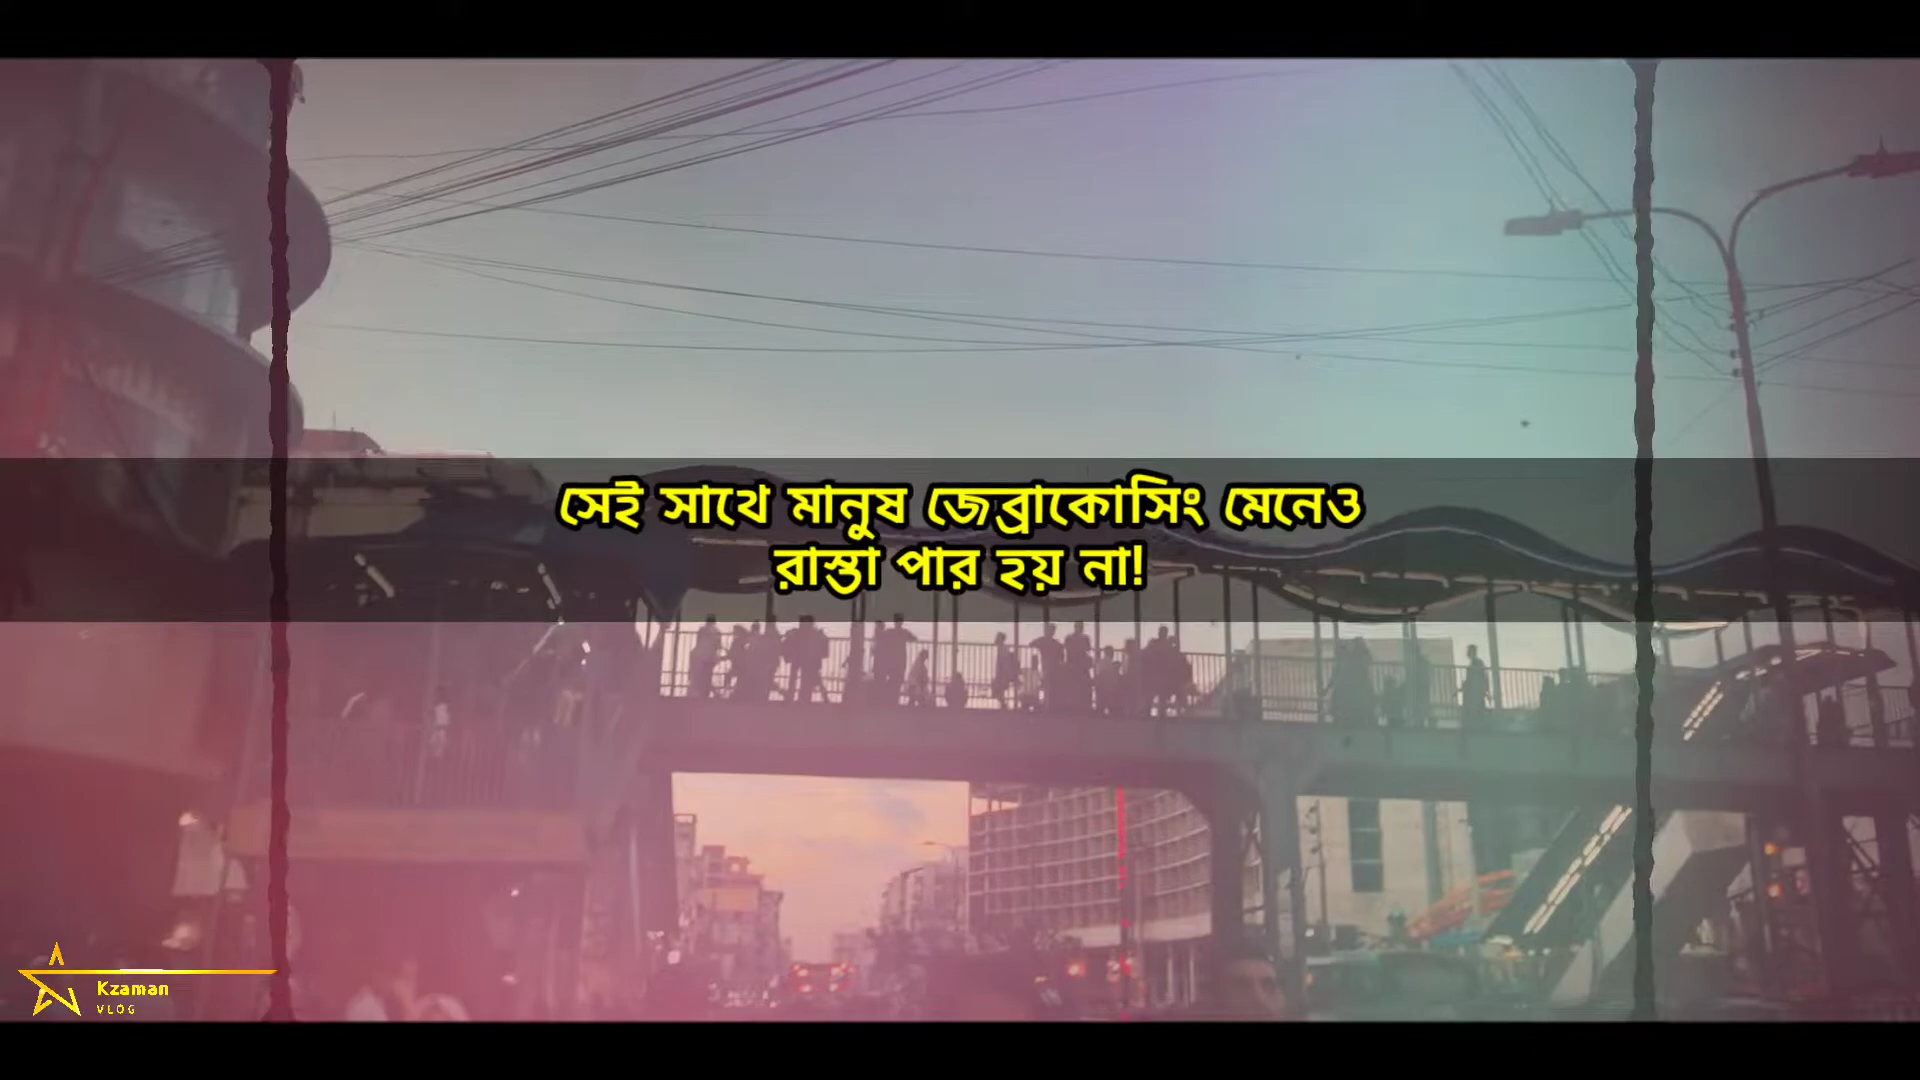 সেই সাথে মানুষ জেব্রাকোসিং মেনেও
রাস্তা পার হয় না!
Kzaman
VLOG